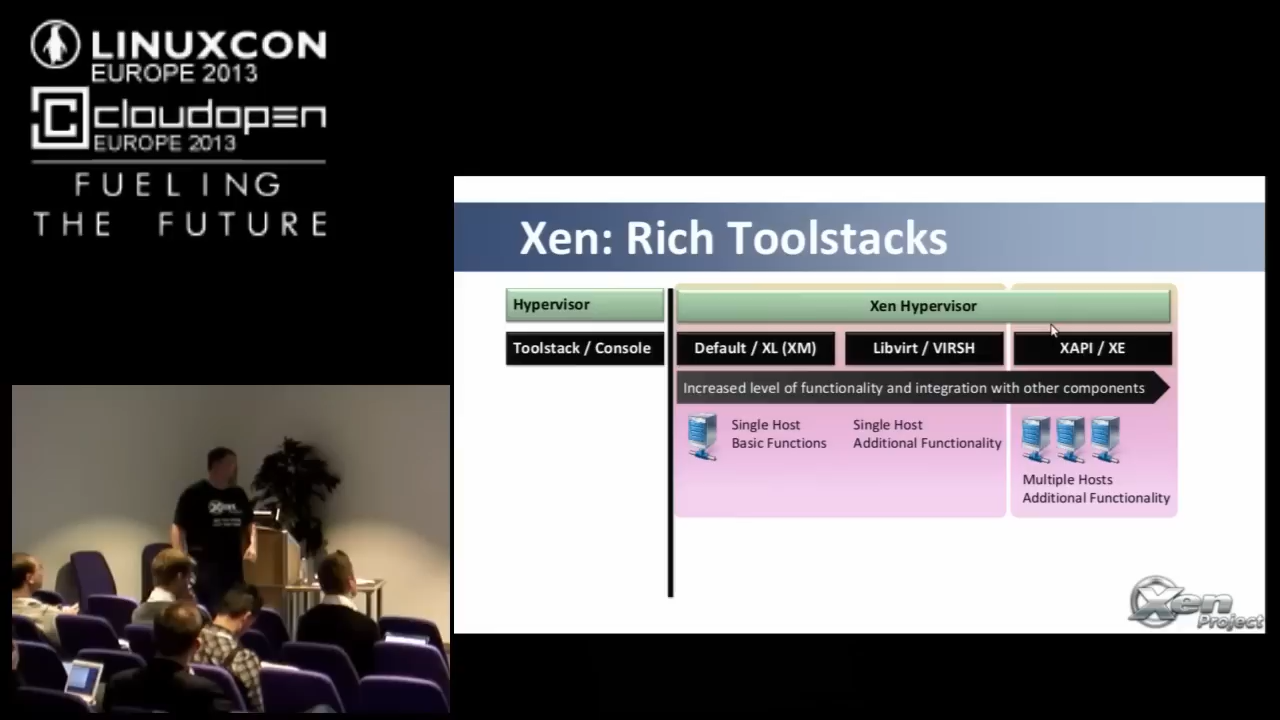 LINUXCON
EUROPE 2013
cloudopen
EUROPE 2013
FUELING
THE FUTURE
Xen: Rich Toolstacks
Hypervisor
Xen Hypervisor
Toolstack / Console
Default / XL (XM)
Libvirt / VIRSH
XAPI / XE
Increased level of functionality and integration with other components
Single Host
Basic Functions
Single Host
Additional Functionality
Multiple Hosts
Additional Functionality
Xen
Project
Xen